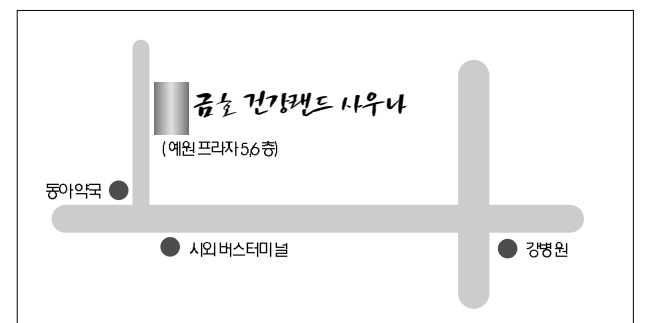 금호 건강랜드 사우나
(예원프라자 5,6층)
동아약국
시외버스터미널
강병원